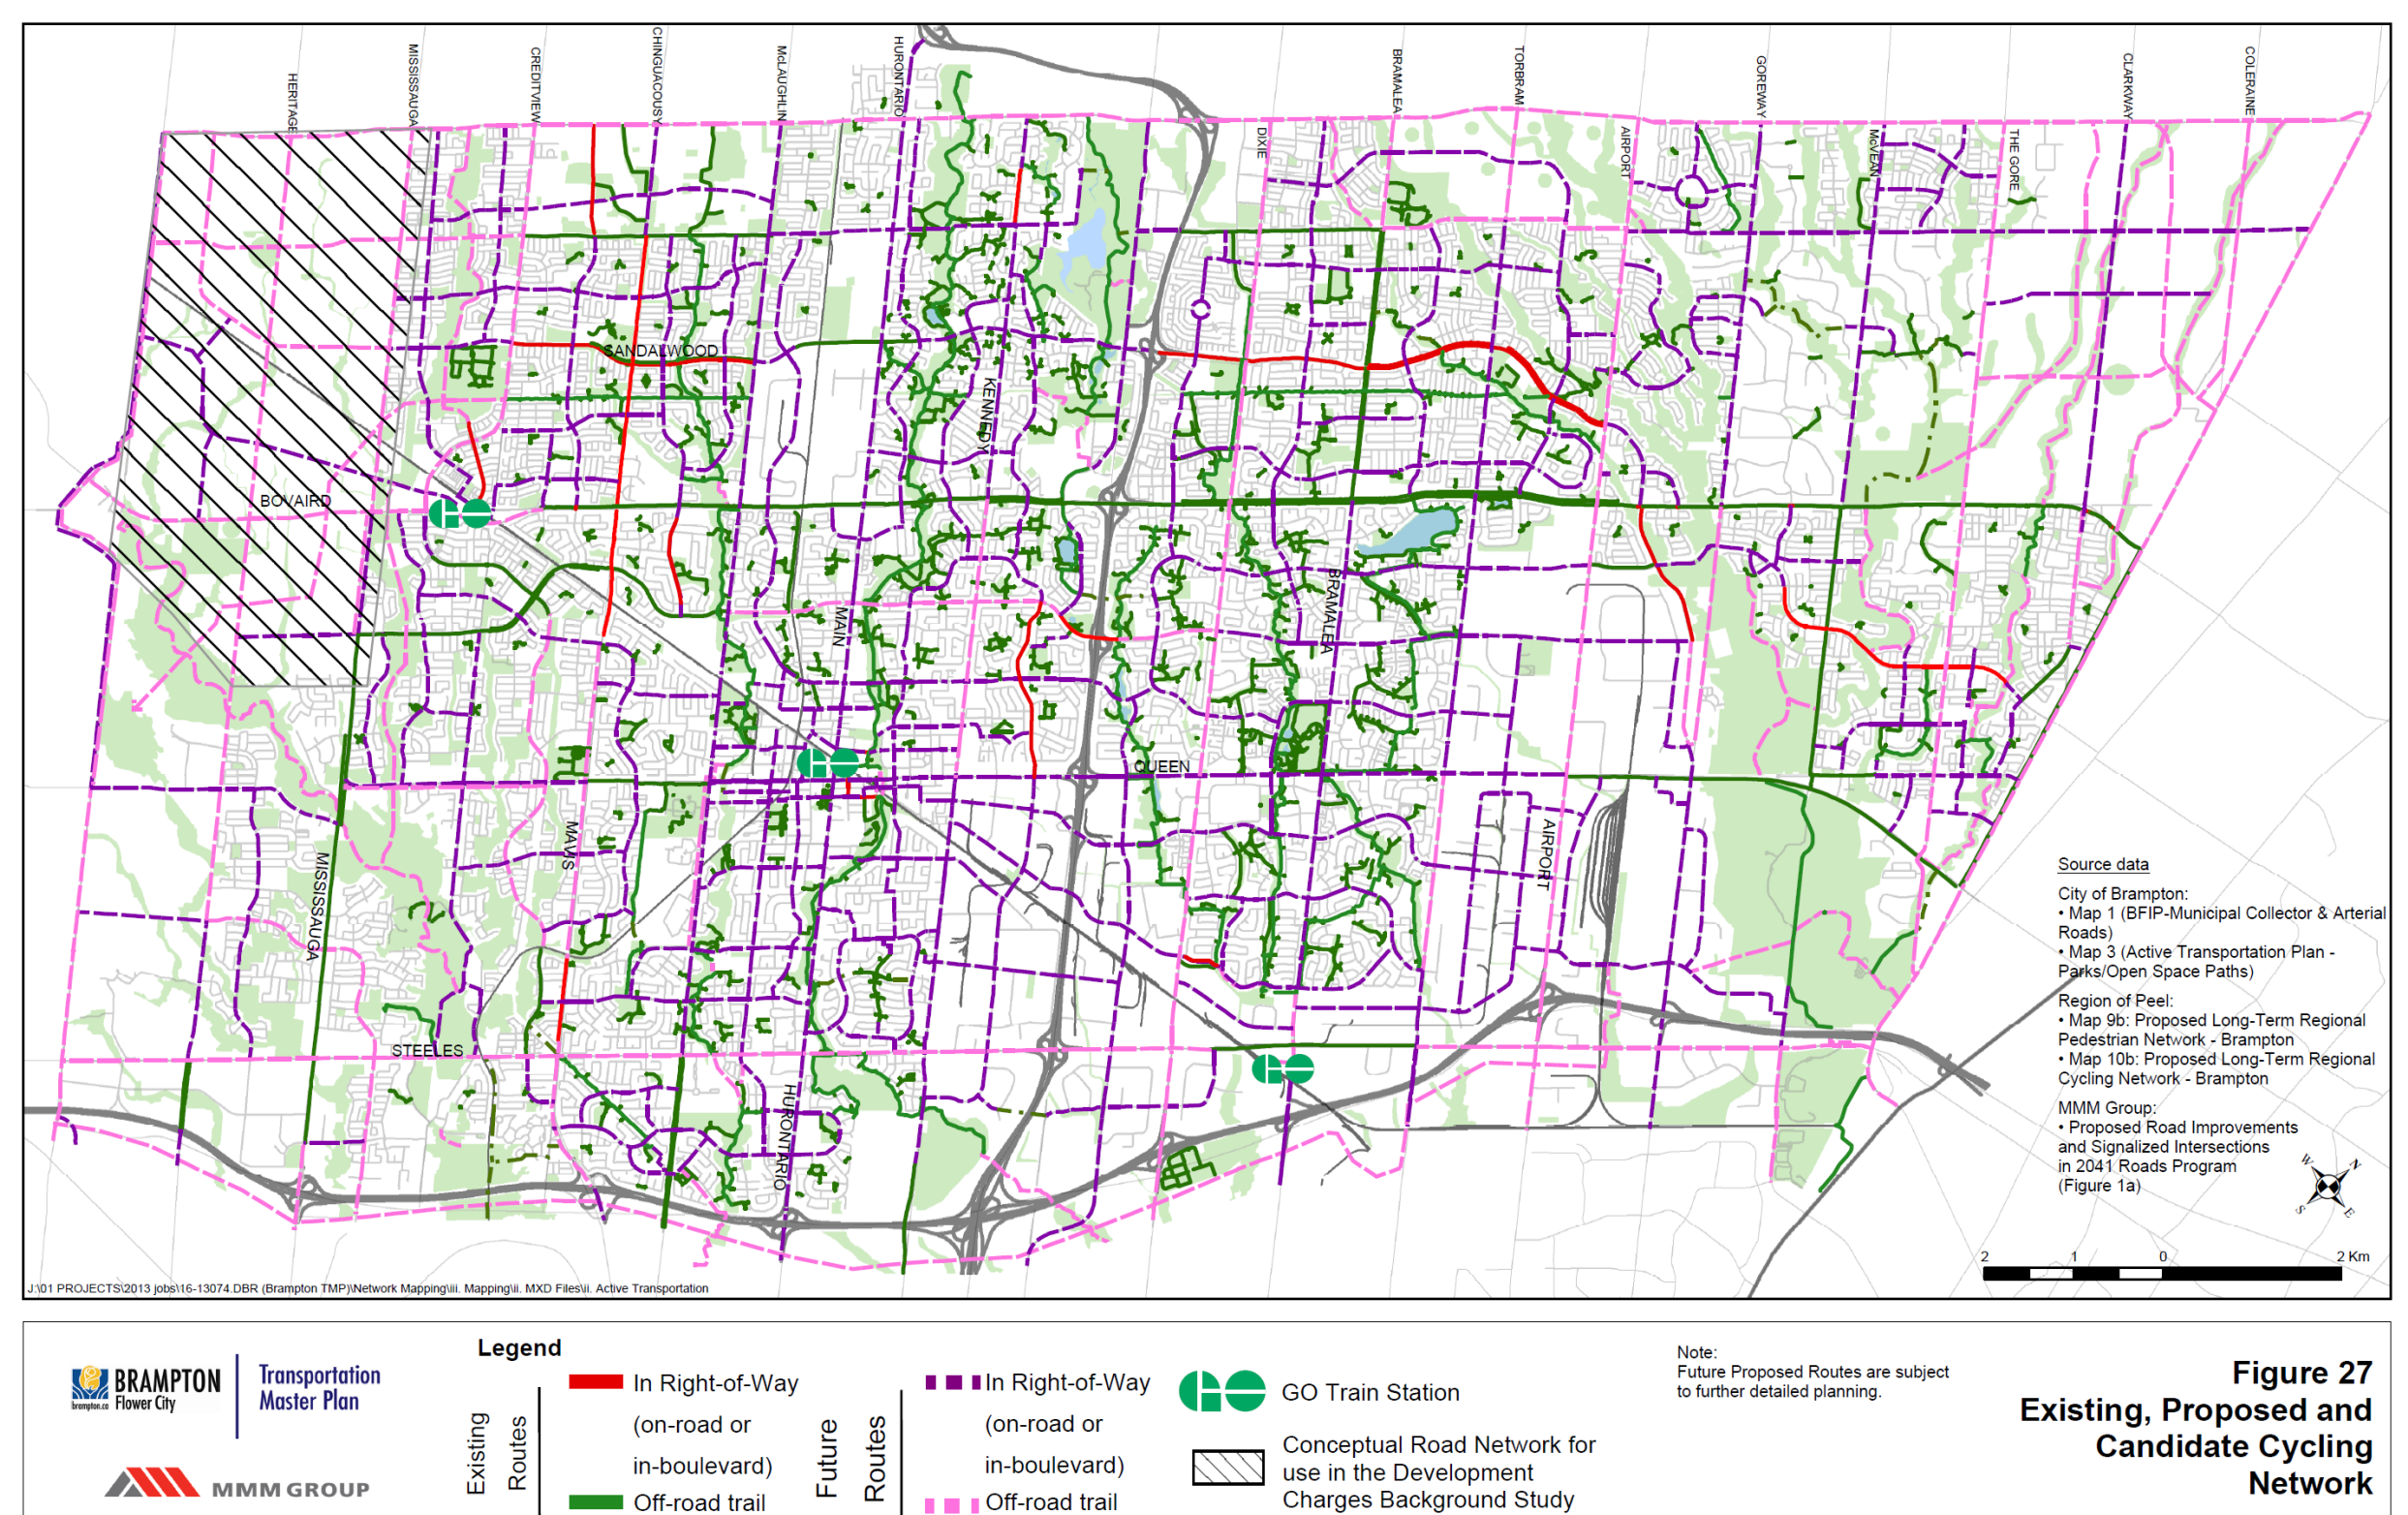 HERITAGE
MISSISSAUGA
CREDITVIEW
CHINGUACOUSY
McLAUGHLIN
HURONTARIO
DIXIE
BRAMALEA
TORBRAM
AIRPORT
GOREWAY
McVEAN
THE GORE
CLARKWAY
COLERAINE
SANDALWOOD
KENNEDY
BOVAIRD
MAIN
BRAMALEA
QUEEN
MAVIS
MISSISSAUGA
AIRPORT
STEELES
HURONTARIO
Source data
City of Brampton:
• Map 1 (BFIP-Municipal Collector & Arterial
Roads)
• Map 3 (Active Transportation Plan -
Parks/Open Space Paths)
Region of Peel:
• Map 9b: Proposed Long-Term Regional
Pedestrian Network - Brampton
• Map 10b: Proposed Long-Term Regional
Cycling Network - Brampton
MMM Group:
• Proposed Road Improvements
and Signalized Intersections
in 2041 Roads Program
(Figure 1a)
W N
S E
2 1 0 2 Km
J:\01 PROJECTS\2013 jobs\16-13074.DBR (Brampton TMP)\Network Mapping\iii. Mapping\ii. MXD Files\ii. Active Transportation
BRAMPTON
brampton.ca Flower City
Transportation
Master Plan
MMM GROUP
Legend
Existing
Routes
In Right-of-Way
(on-road or
in-boulevard)
Off-road trail
Future
Routes
In Right-of-Way
(on-road or
in-boulevard)
Off-road trail
GO Train Station
Conceptual Road Network for
use in the Development
Charges Background Study
Note:
Future Proposed Routes are subject
to further detailed planning.
Figure 27
Existing, Proposed and
Candidate Cycling
Network